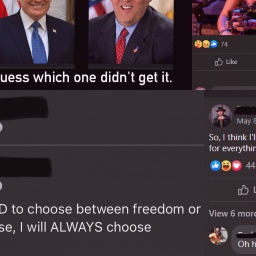 uess which one didn't get it.
74
Like
May 8
So, I think I'
for everythin
44
D to choose between freedom or
se, I will ALWAYS choose
View 6 more
Oh h